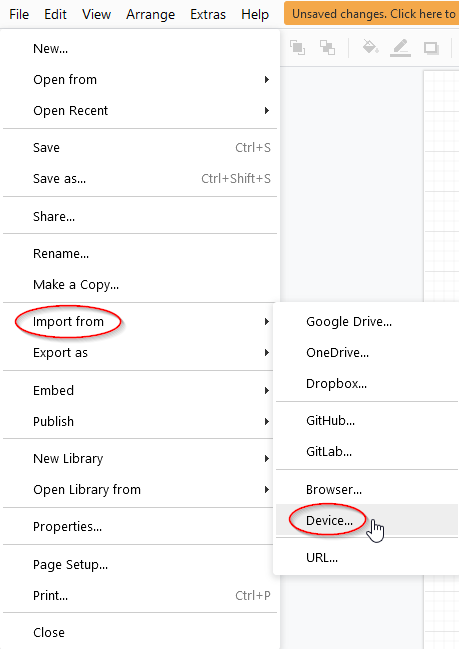 File Edit View Arrange Extras Help Unsaved changes. Click here to
New...
Open from
Open Recent
Save Ctrl+S
Save as... Ctrl+Shift+S
Share...
Rename...
Make a Copy...
Import from
Export as
Embed
Publish
New Library
Open Library from
Properties...
Page Setup...
Print... Ctrl+P
Close
Google Drive...
OneDrive...
Dropbox...
GitHub...
GitLab...
Browser...
Device...
URL...